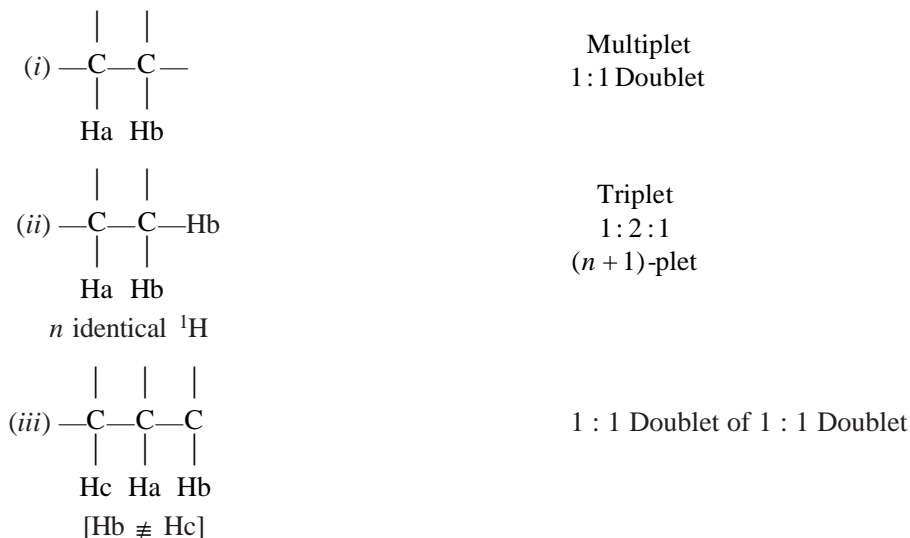 Multiplet
(i) —C—C—
1 : 1 Doublet
Ha Hb
Triplet
(ii) —C—C—Hb
1 : 2 : 1
(n + 1)-plet
Ha Hb
n identical ¹H
(iii) —C—C—C
1 : 1 Doublet of 1 : 1 Doublet
Hc Ha Hb
[Hb ≢ Hc]